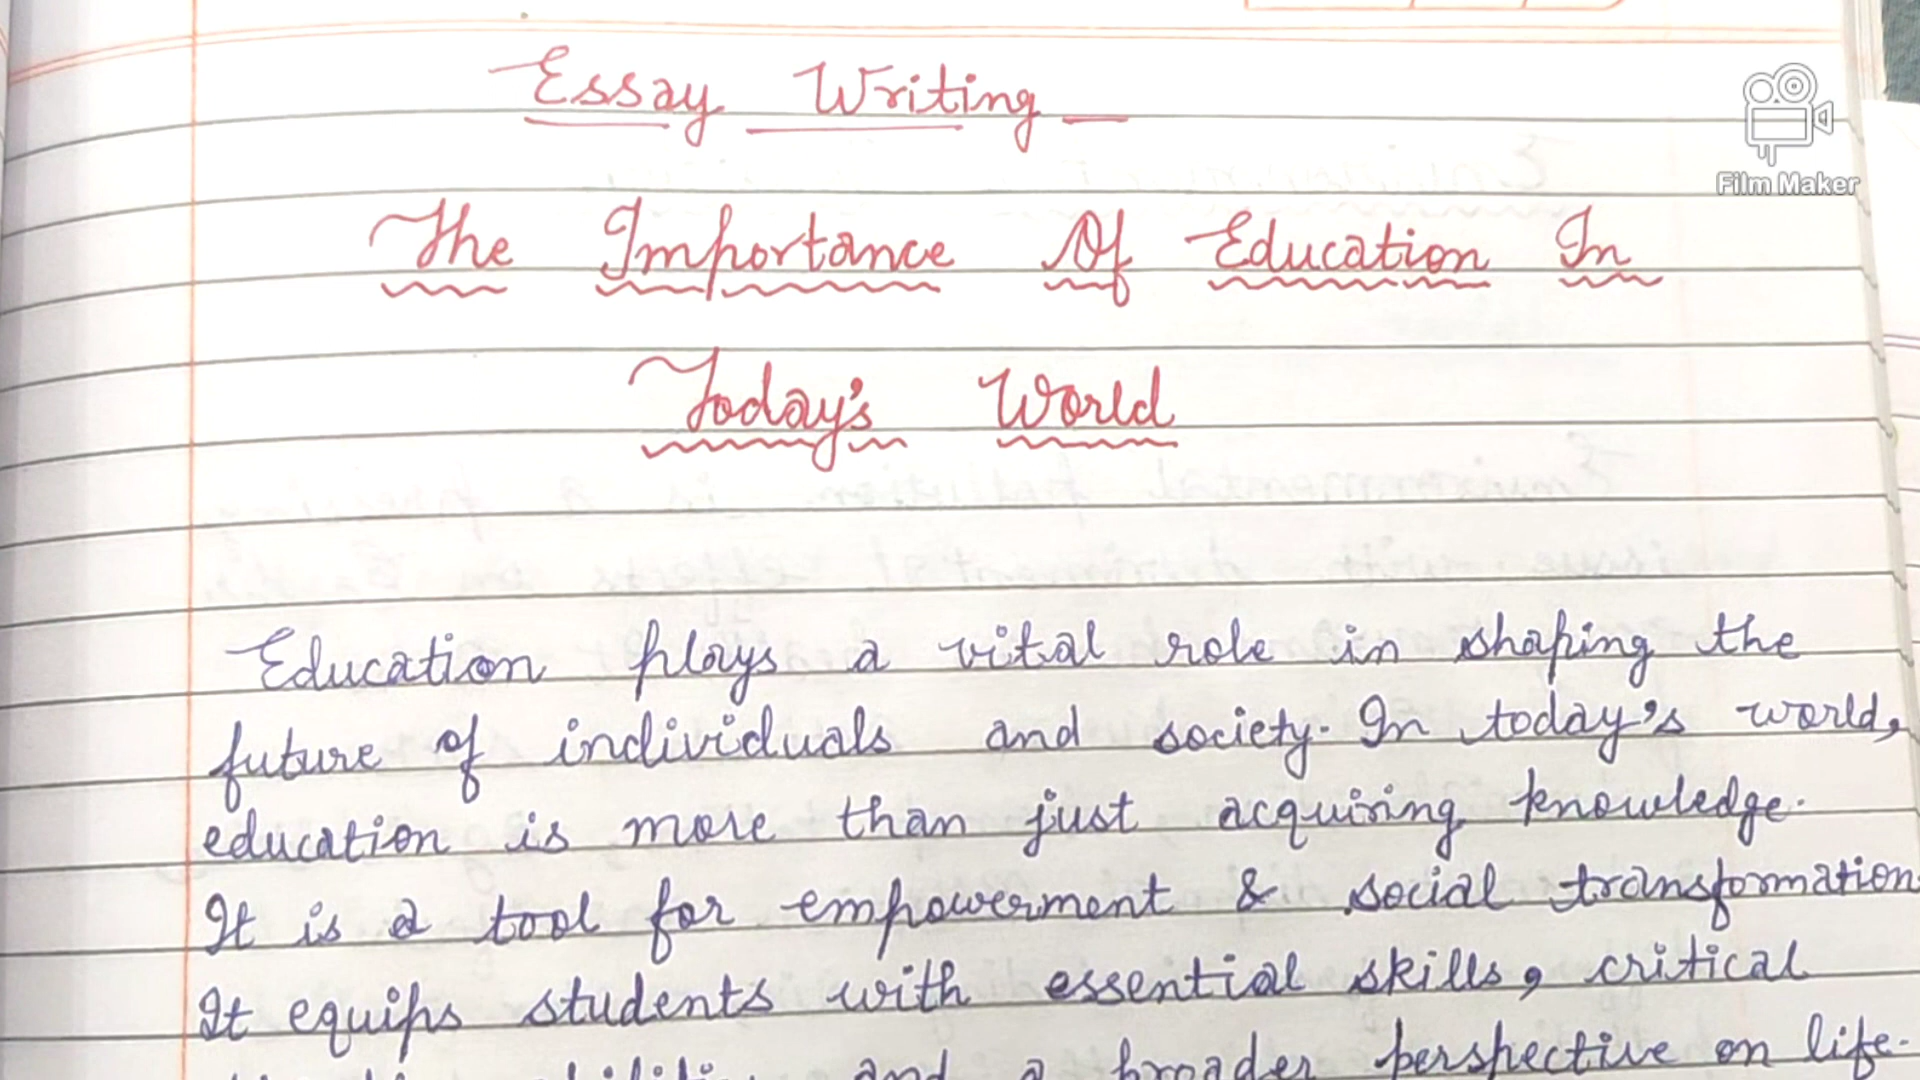 Essay Writing
Film Maker
The Importance Of Education In
Today's World
Education plays a vital role in shaping the
future of individuals and society. In today's world,
education is more than just acquiring knowledge.
It is a tool for empowerment & social transformation.
It equips students with essential skills, critical
and a broader perspective on life.